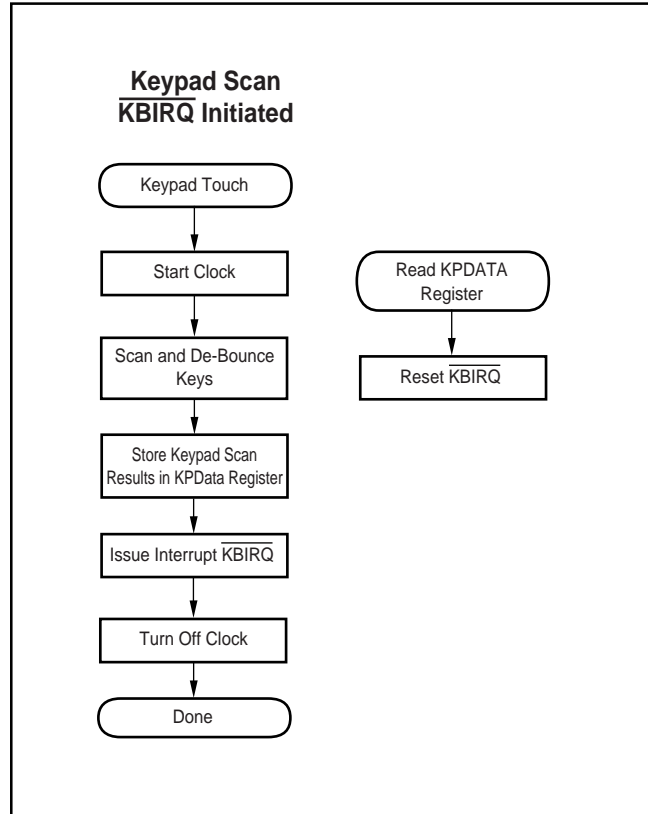 Keypad Scan
KBIRQ Initiated
Keypad Touch
Start Clock
Scan and De-Bounce
Keys
Store Keypad Scan
Results in KPData Register
Issue Interrupt KBIRQ
Turn Off Clock
Done
Read KPDATA
Register
Reset KBIRQ